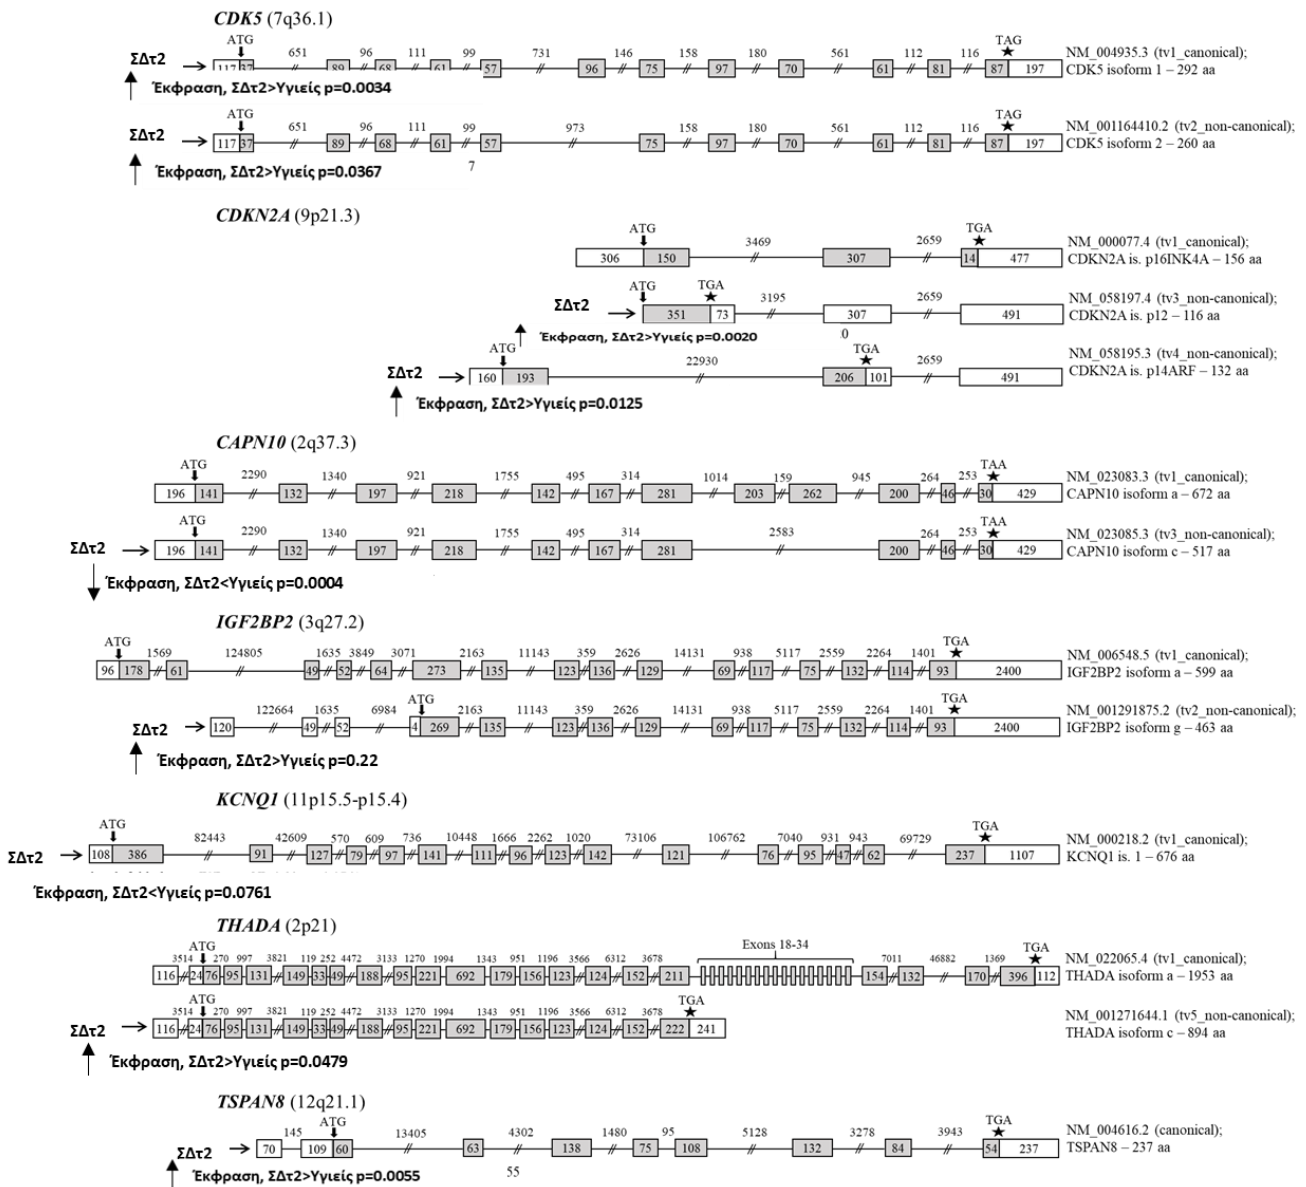 CDK5 (7q36.1)
ATG 651 96 111 99 731 146 158 180 561 112 116 TAG
ΣΔτ2 117 37 89 68 61 57 96 75 97 70 61 81 87 197
NM_004935.3 (tv1_canonical);
CDK5 isoform 1 – 292 aa
Έκφραση, ΣΔτ2>Υγιείς p=0.0034
ATG 651 96 111 99 973 158 180 561 112 116 TAG
ΣΔτ2 117 37 89 68 61 57 75 97 70 61 81 87 197
NM_001164410.2 (tv2_non-canonical);
CDK5 isoform 2 – 260 aa
Έκφραση, ΣΔτ2>Υγιείς p=0.0367
7
CDKN2A (9p21.3)
ATG 3469 2659 TGA
306 150 307 14 477
NM_000077.4 (tv1_canonical);
CDKN2A is. p16INK4A – 156 aa
ATG TGA 3195 2659
ΣΔτ2 351 73 307 491
NM_058197.4 (tv3_non-canonical);
CDKN2A is. p12 – 116 aa
Έκφραση, ΣΔτ2>Υγιείς p=0.0020
0
ATG 22930 TGA 2659
ΣΔτ2 160 193 206 101 491
NM_058195.3 (tv4_non-canonical);
CDKN2A is. p14ARF – 132 aa
Έκφραση, ΣΔτ2>Υγιείς p=0.0125
CAPN10 (2q37.3)
ATG 2290 1340 921 1755 495 314 1014 159 945 264 253 TAA
196 141 132 197 218 142 167 281 203 262 200 46 30 429
NM_023083.3 (tv1_canonical);
CAPN10 isoform a – 672 aa
ATG 2290 1340 921 1755 495 314 2583 264 253 TAA
ΣΔτ2 196 141 132 197 218 142 167 281 200 46 30 429
NM_023085.3 (tv3_non-canonical);
CAPN10 isoform c – 517 aa
Έκφραση, ΣΔτ2<Υγιείς p=0.0004
IGF2BP2 (3q27.2)
ATG 1569 124805 1635 3849 3071 2163 11143 359 2626 14131 938 5117 2559 2264 1401 TGA
96 178 61 49 52 64 273 135 123 136 129 69 117 75 132 114 93 2400
NM_006548.5 (tv1_canonical);
IGF2BP2 isoform a – 599 aa
122664 1635 6984 ATG 2163 11143 359 2626 14131 938 5117 2559 2264 1401 TGA
ΣΔτ2 120 49 52 4 269 135 123 136 129 69 117 75 132 114 93 2400
NM_001291875.2 (tv2_non-canonical);
IGF2BP2 isoform g – 463 aa
Έκφραση, ΣΔτ2>Υγιείς p=0.22
KCNQ1 (11p15.5-p15.4)
ATG 82443 42609 570 609 736 10448 1666 2262 1020 73106 106762 7040 931 943 69729 TGA
ΣΔτ2 108 386 91 127 79 97 141 111 96 123 142 121 76 95 47 62 237 1107
NM_000218.2 (tv1_canonical);
KCNQ1 is. 1 – 676 aa
Έκφραση, ΣΔτ2<Υγιείς p=0.0761
THADA (2p21)
Exons 18-34
3514 ATG 270 997 3821 119 252 4472 3133 1270 1994 1343 951 1196 3566 6312 3678 7011 46882 1369 TGA
116 24 76 95 131 149 33 49 188 95 221 692 179 156 123 124 152 211 154 132 170 396 112
NM_022065.4 (tv1_canonical);
THADA isoform a – 1953 aa
3514 ATG 270 997 3821 119 252 4472 3133 1270 1994 1343 951 1196 3566 6312 3678 TGA
ΣΔτ2 116 24 76 95 131 149 33 49 188 95 221 692 179 156 123 124 152 222 241
NM_001271644.1 (tv5_non-canonical);
THADA isoform c – 894 aa
Έκφραση, ΣΔτ2>Υγιείς p=0.0479
TSPAN8 (12q21.1)
145 ATG 13405 4302 1480 95 5128 3278 3943 TGA
ΣΔτ2 70 109 60 63 138 75 108 132 84 54 237
NM_004616.2 (canonical);
TSPAN8 – 237 aa
Έκφραση, ΣΔτ2>Υγιείς p=0.0055
55